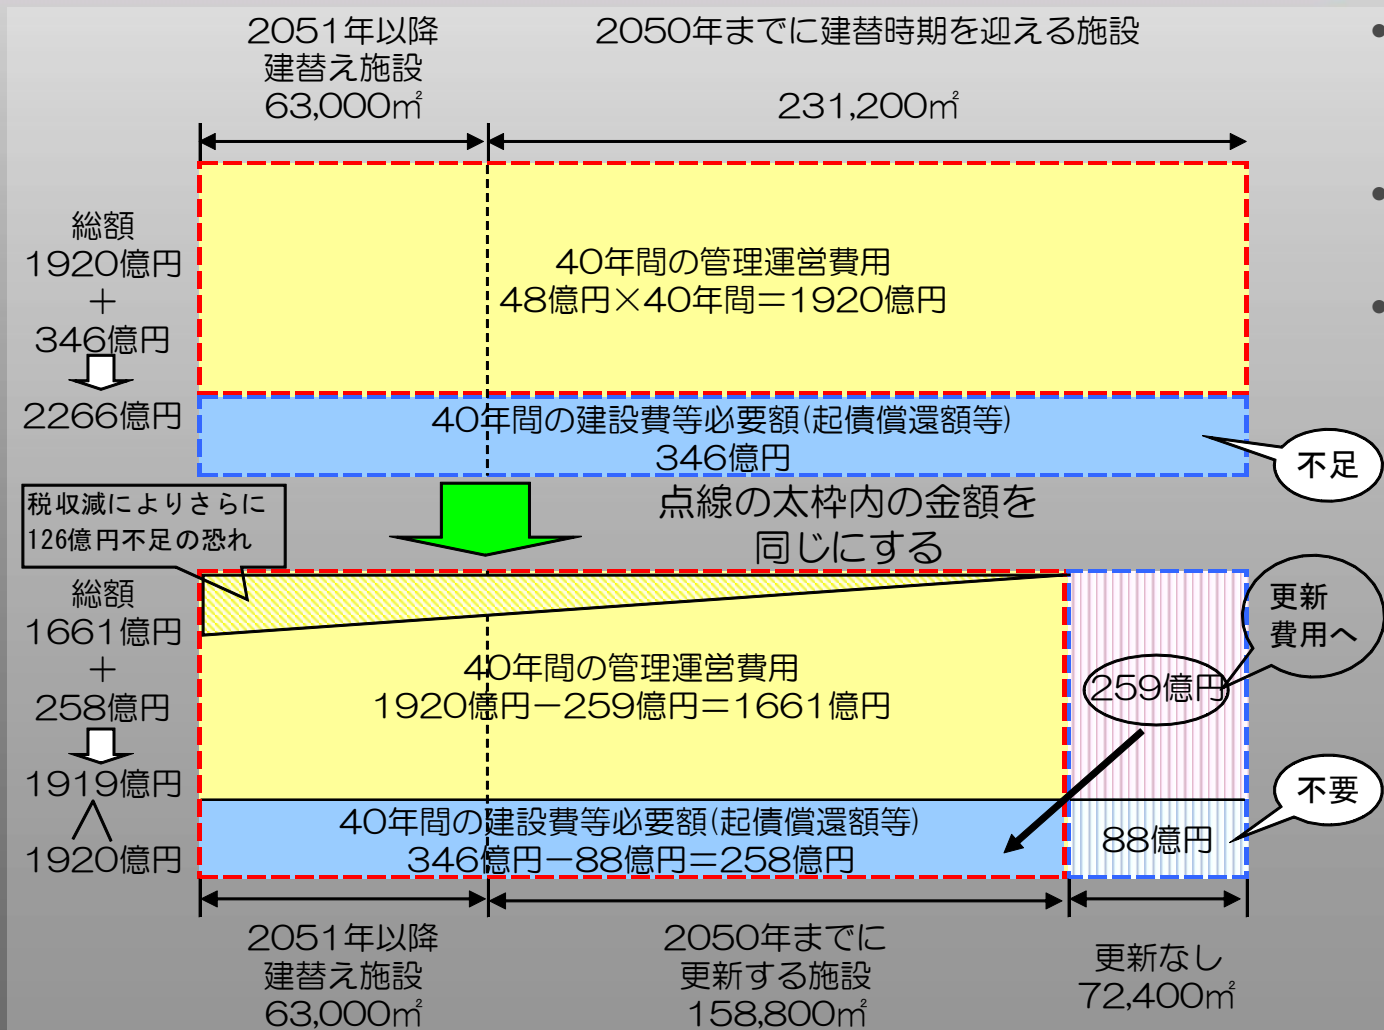 2051年以降
建替え施設
63,000㎡
2050年までに建替時期を迎える施設
231,200㎡
総額
1920億円
＋
346億円
2266億円
40年間の管理運営費用
48億円×40年間＝1920億円
40年間の建設費等必要額(起債償還額等)
346億円
不足
税収減によりさらに
126億円不足の恐れ
点線の太枠内の金額を
同じにする
総額
1661億円
＋
258億円
1919億円
∧
1920億円
40年間の管理運営費用
1920億円－259億円＝1661億円
259億円
更新
費用へ
40年間の建設費等必要額(起債償還額等)
346億円－88億円＝258億円
88億円
不要
2051年以降
建替え施設
63,000㎡
2050年までに
更新する施設
158,800㎡
更新なし
72,400㎡